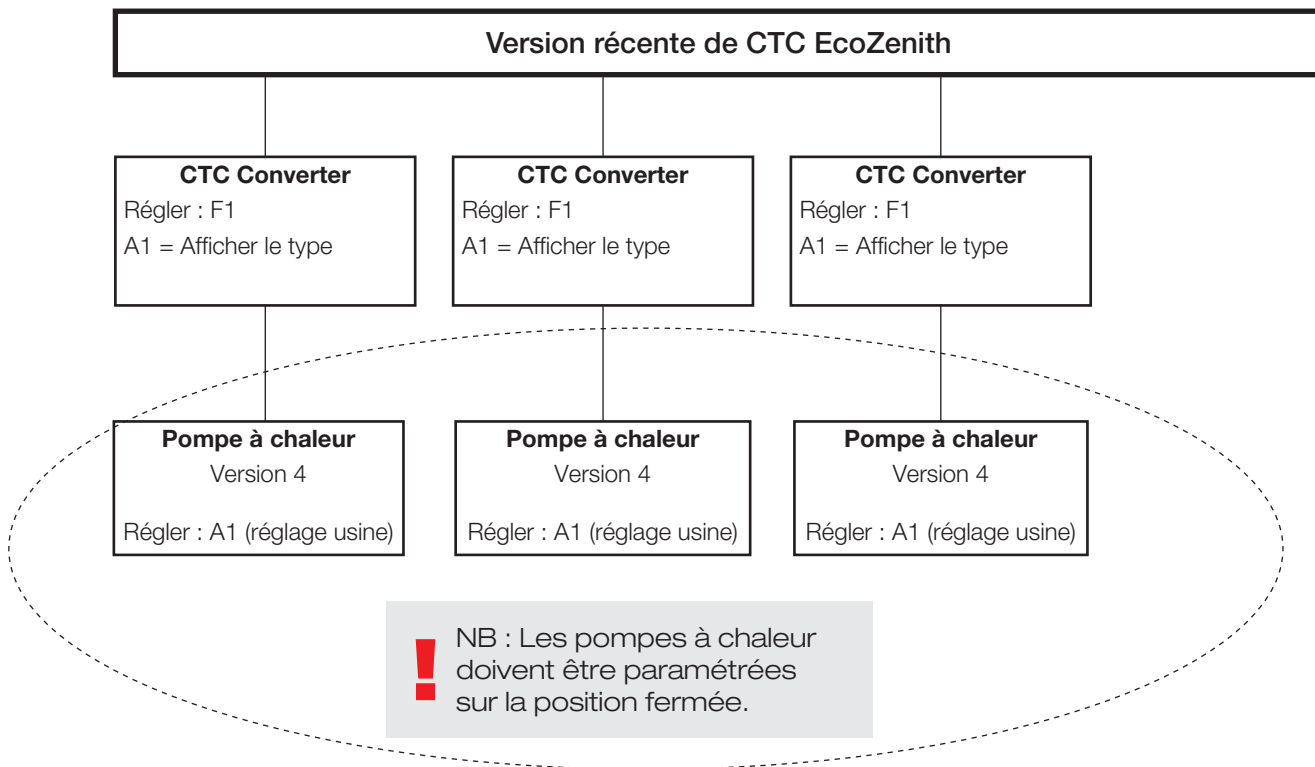 Version récente de CTC EcoZenith
CTC Converter
Régler : F1
A1 = Afficher le type
CTC Converter
Régler : F1
A1 = Afficher le type
CTC Converter
Régler : F1
A1 = Afficher le type
Pompe à chaleur
Version 4
Régler : A1 (réglage usine)
Pompe à chaleur
Version 4
Régler : A1 (réglage usine)
Pompe à chaleur
Version 4
Régler : A1 (réglage usine)
! NB : Les pompes à chaleur
doivent être paramétrées
sur la position fermée.